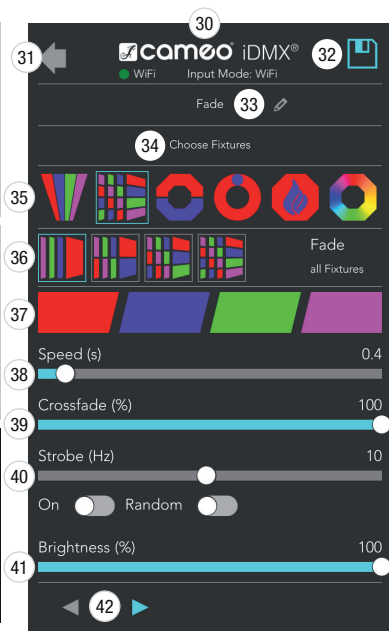 30
31 cameo iDMX® 32
WiFi Input Mode: WiFi
Fade 33
34 Choose Fixtures
35
36 Fade
all Fixtures
37
Speed (s) 0.4
38
Crossfade (%) 100
39
Strobe (Hz) 10
40
On Random
Brightness (%) 100
41
42